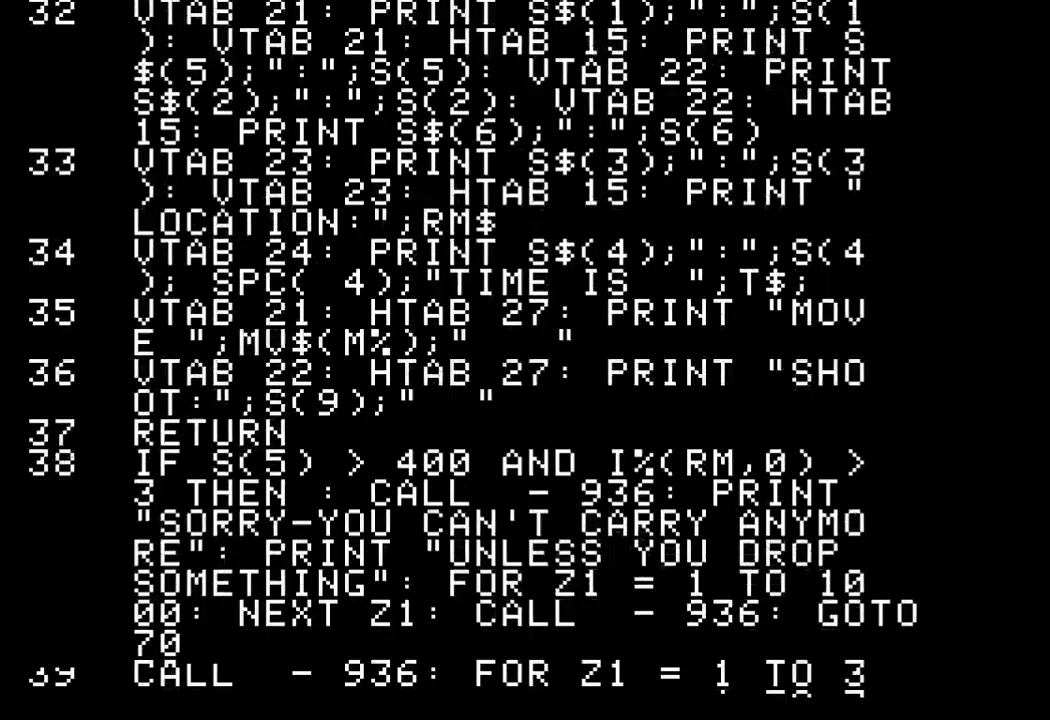 32 VTAB 21: PRINT S$(1);":";S(1
): VTAB 21: HTAB 15: PRINT S
$(5);":";S(5): VTAB 22: PRINT
S$(2);":";S(2): VTAB 22: HTAB
15: PRINT S$(6);":";S(6)
33 VTAB 23: PRINT S$(3);":";S(3
): VTAB 23: HTAB 15: PRINT "
LOCATION:";RM$
34 VTAB 24: PRINT S$(4);":";S(4
); SPC( 4);"TIME IS  ";T$;
35 VTAB 21: HTAB 27: PRINT "MOV
E ";MV$(M%);"    "
36 VTAB 22: HTAB 27: PRINT "SHO
OT:";S(9);"   "
37 RETURN
38 IF S(5) > 400 AND I%(RM,0) >
3 THEN : CALL  - 936: PRINT
"SORRY-YOU CAN'T CARRY ANYMO
RE": PRINT "UNLESS YOU DROP
SOMETHING": FOR Z1 = 1 TO 10
00: NEXT Z1: CALL  - 936: GOTO
70
39 CALL  - 936: FOR Z1 = 1 TO 3